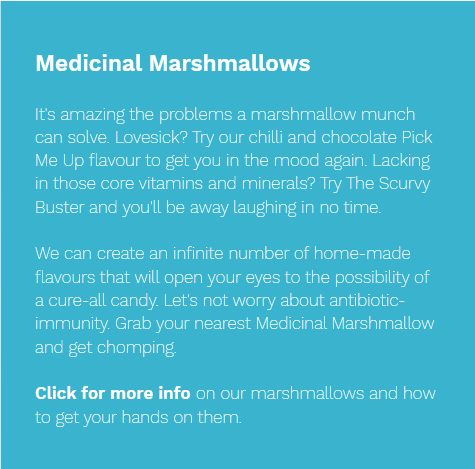 Medicinal Marshmallows
It's amazing the problems a marshmallow munch
can solve. Lovesick? Try our chilli and chocolate Pick
Me Up flavour to get you in the mood again. Lacking
in those core vitamins and minerals? Try The Scurvy
Buster and you'll be away laughing in no time.
We can create an infinite number of home-made
flavours that will open your eyes to the possibility of
a cure-all candy. Let's not worry about antibiotic-
immunity. Grab your nearest Medicinal Marshmallow
and get chomping.
Click for more info on our marshmallows and how
to get your hands on them.